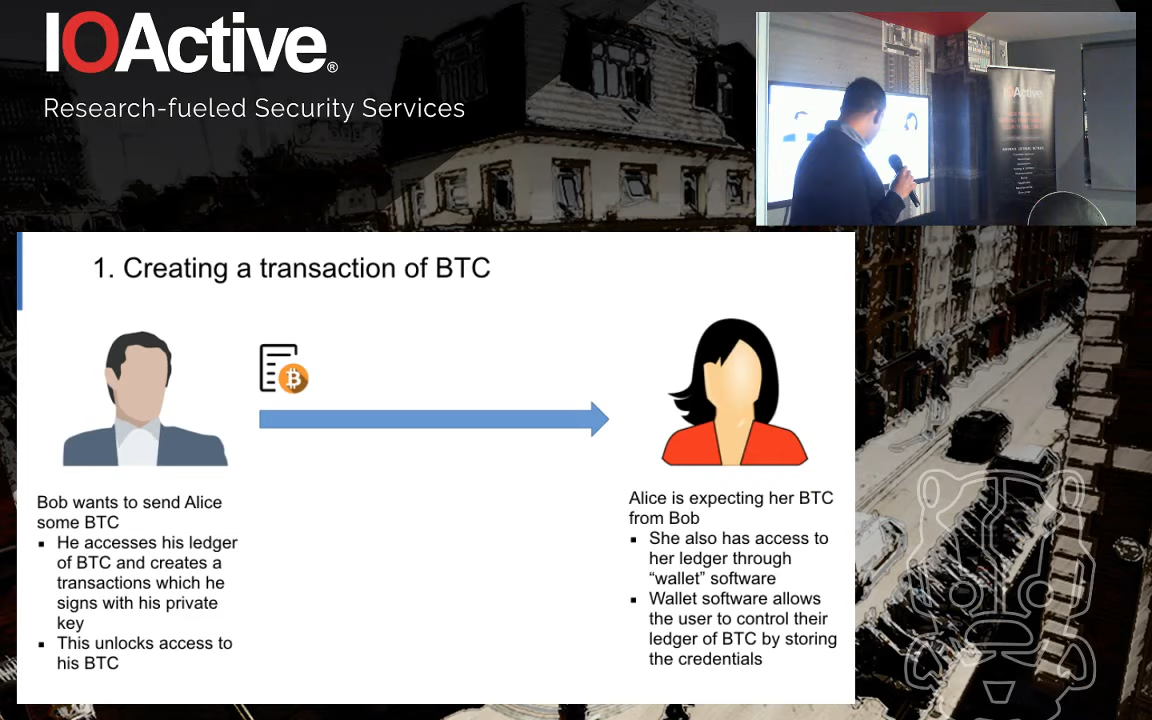 IOActive®
Research-fueled Security Services
IOActive
1. Creating a transaction of BTC
Bob wants to send Alice
some BTC
▪ He accesses his ledger
of BTC and creates a
transactions which he
signs with his private
key
▪ This unlocks access to
his BTC
Alice is expecting her BTC
from Bob
▪ She also has access to
her ledger through
“wallet” software
▪ Wallet software allows
the user to control their
ledger of BTC by storing
the credentials